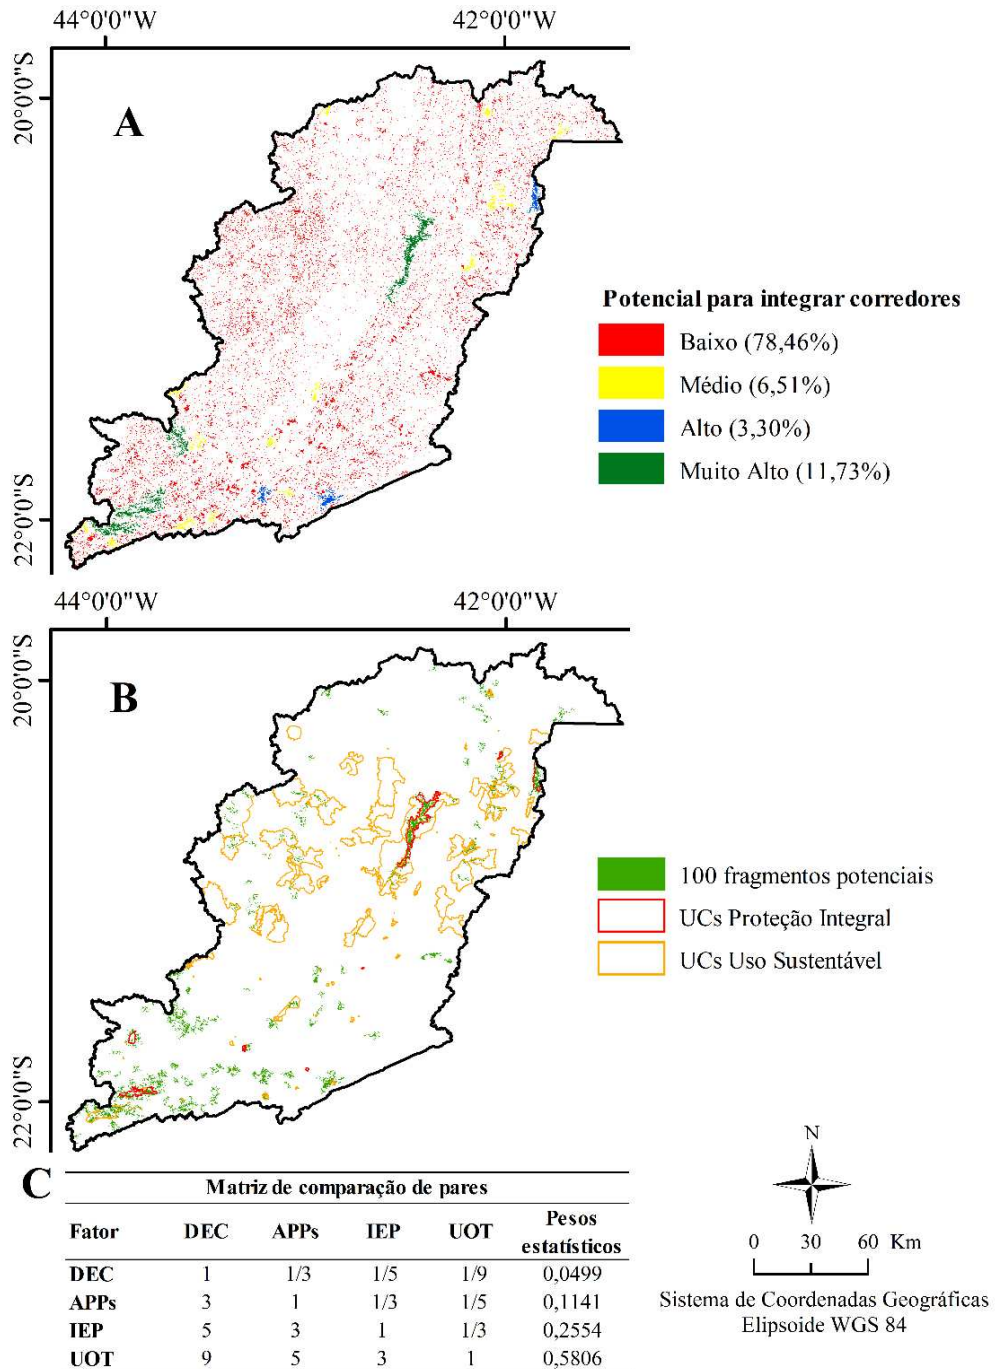 44°0'0"W 42°0'0"W
20°0'0"S
A
Potencial para integrar corredores
Baixo (78,46%)
Médio (6,51%)
Alto (3,30%)
Muito Alto (11,73%)
22°0'0"S
44°0'0"W 42°0'0"W
20°0'0"S
B
100 fragmentos potenciais
UCs Proteção Integral
UCs Uso Sustentável
22°0'0"S
C
Matriz de comparação de pares
Fator DEC APPs IEP UOT Pesos estatísticos
DEC 1 1/3 1/5 1/9 0,0499
APPs 3 1 1/3 1/5 0,1141
IEP 5 3 1 1/3 0,2554
UOT 9 5 3 1 0,5806
N
0 30 60 Km
Sistema de Coordenadas Geográficas
Elipsoide WGS 84